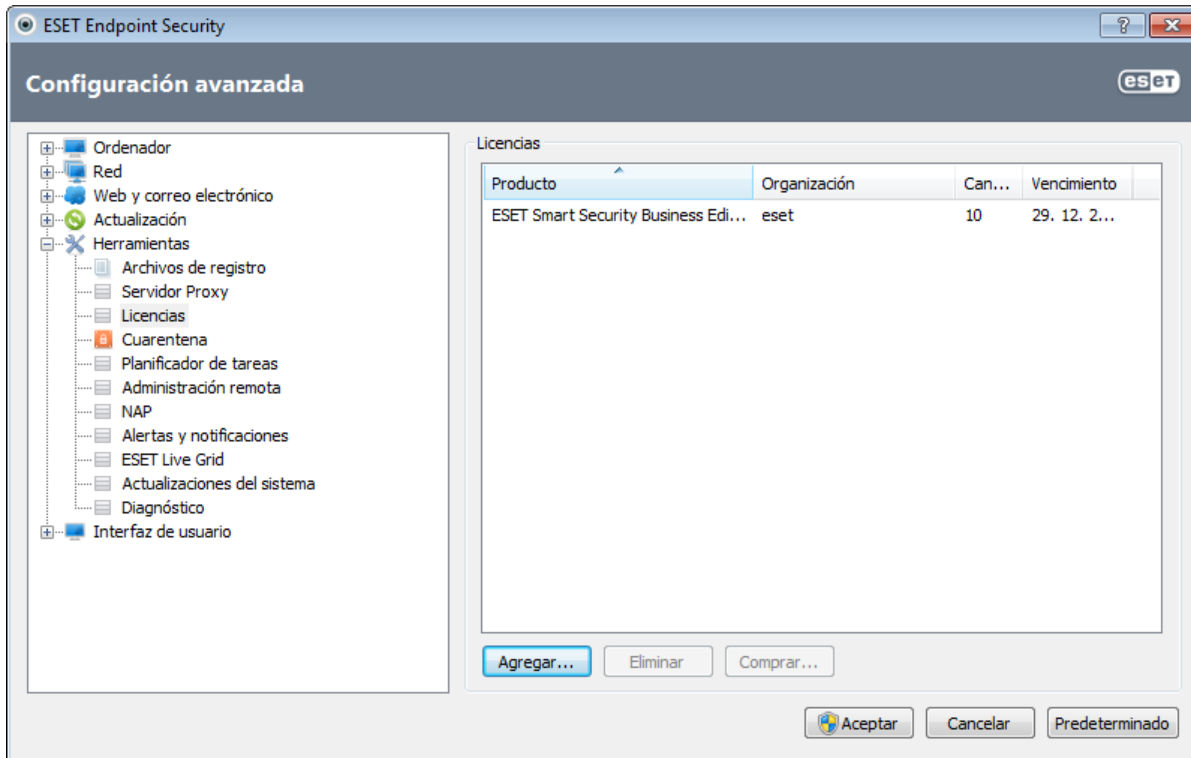 ESET Endpoint Security
?
Configuración avanzada
eset
Ordenador
Red
Web y correo electrónico
Actualización
Herramientas
Archivos de registro
Servidor Proxy
Licencias
Cuarentena
Planificador de tareas
Administración remota
NAP
Alertas y notificaciones
ESET Live Grid
Actualizaciones del sistema
Diagnóstico
Interfaz de usuario
Licencias
Producto Organización Can... Vencimiento
ESET Smart Security Business Edi... eset 10 29. 12. 2...
Agregar... Eliminar Comprar...
Aceptar Cancelar Predeterminado